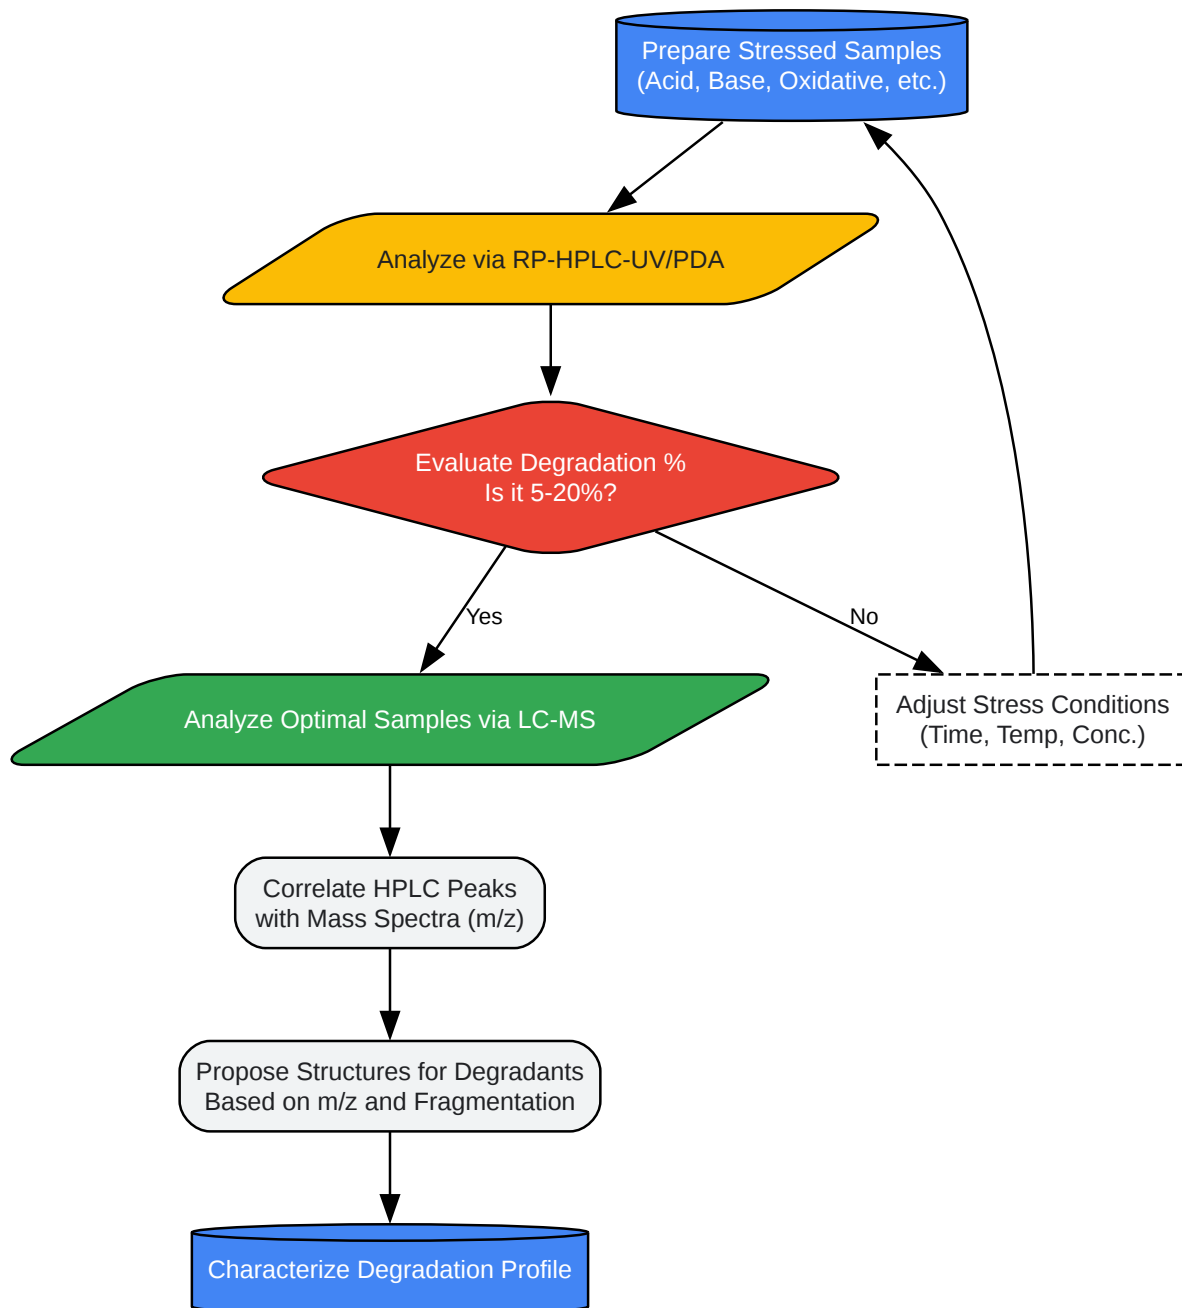 Prepare Stressed Samples
(Acid, Base, Oxidative, etc.)
Analyze via RP-HPLC-UV/PDA
Evaluate Degradation %
Is it 5-20%?
Yes
No
Analyze Optimal Samples via LC-MS
Adjust Stress Conditions
(Time, Temp, Conc.)
Correlate HPLC Peaks
with Mass Spectra (m/z)
Propose Structures for Degradants
Based on m/z and Fragmentation
Characterize Degradation Profile